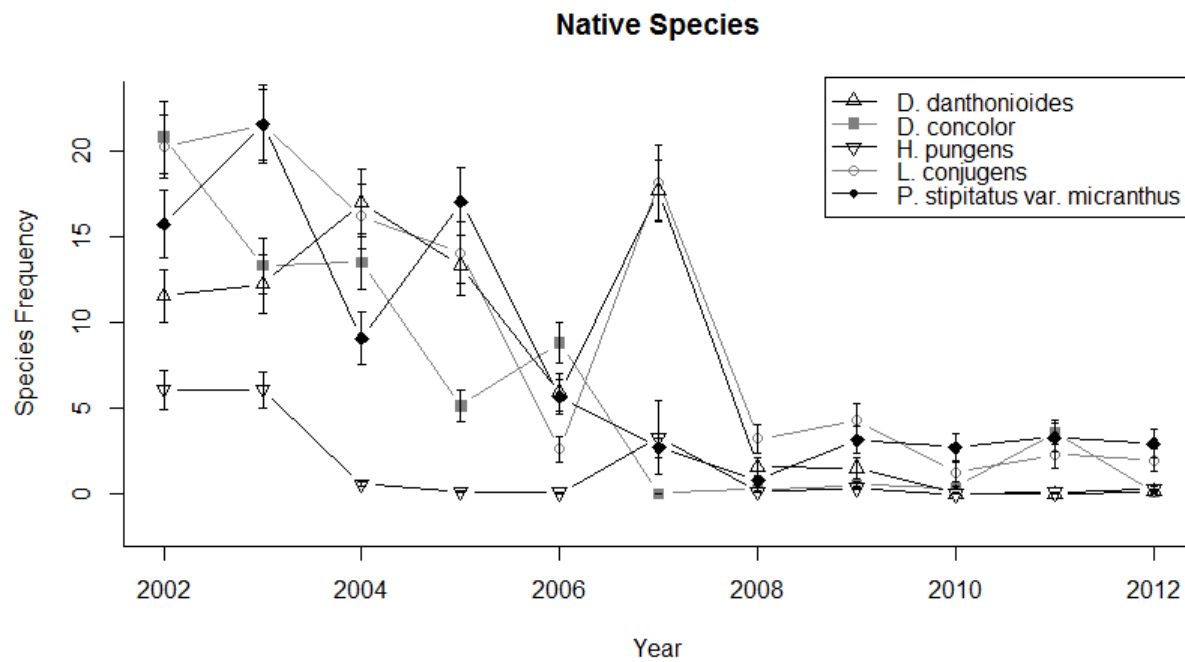 Native Species
D. danthonioides
D. concolor
H. pungens
L. conjugens
P. stipitatus var. micranthus
Species Frequency
20
15
10
5
0
2002 2004 2006 2008 2010 2012
Year